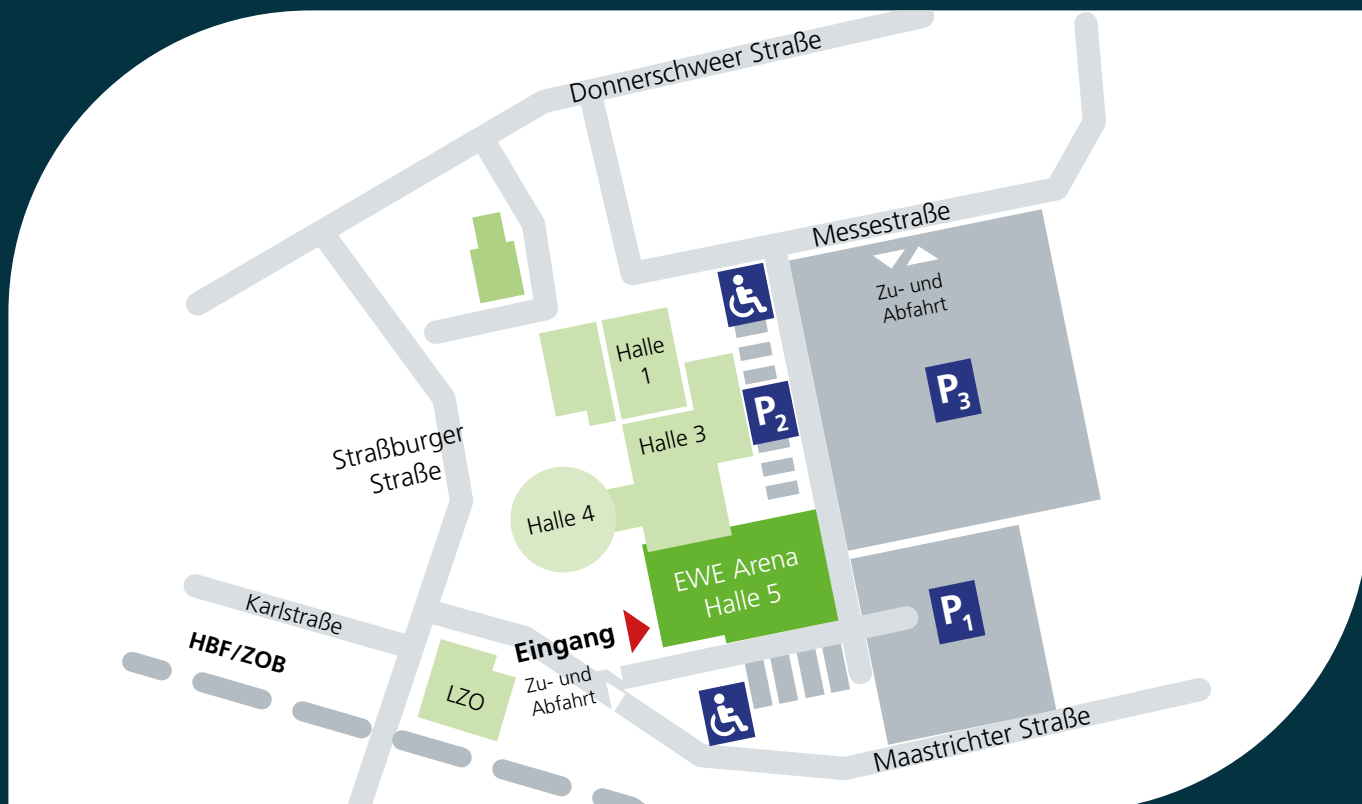 Donnerschweer Straße
Messestraße
Zu- und
Abfahrt
Halle
1
P3
P2
Halle 3
Straßburger
Straße
Halle 4
EWE Arena
Halle 5
P1
Karlstraße
HBF/ZOB
Eingang
Zu- und
Abfahrt
LZO
Maastrichter Straße